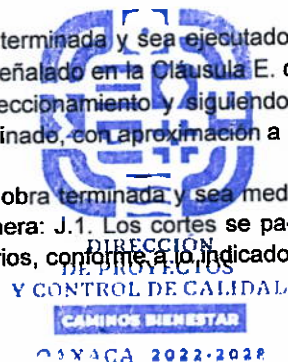 terminada y sea ejecutado
eñalado en la Cláusula E. d
eccionamiento y siguiendo
inado, con aproximación a
obra terminada y sea med
nera: J.1. Los cortes se pa-
rios, conforme a lo indicado
DIRECCIÓN
DE PROYECTOS
Y CONTROL DE CALIDAD
CAMINOS BIENESTAR
OAXACA 2022-2028